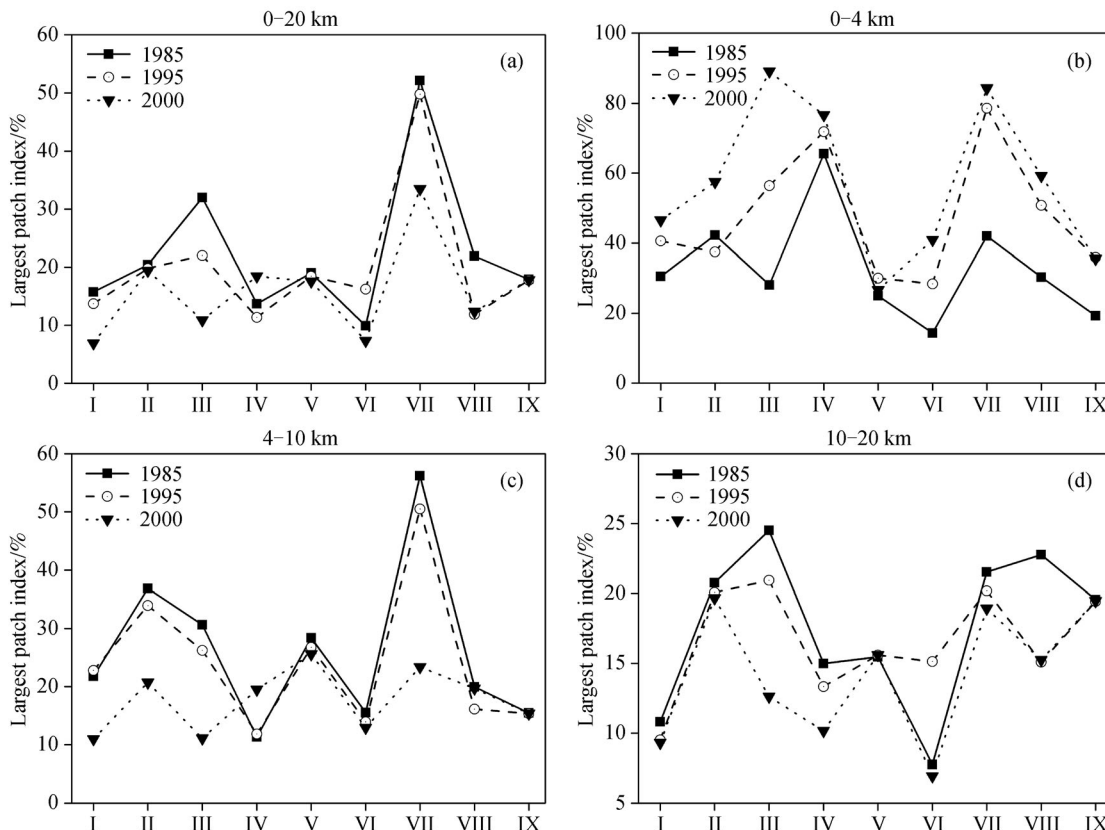 0−20 km
60
50
40
30
20
10
0
Largest patch index/%
1985
1995
2000
(a)
I II III IV V VI VII VIII IX
0−4 km
100
80
60
40
20
0
Largest patch index/%
1985
1995
2000
(b)
I II III IV V VI VII VIII IX
4−10 km
60
50
40
30
20
10
0
Largest patch index/%
1985
1995
2000
(c)
I II III IV V VI VII VIII IX
10−20 km
30
25
20
15
10
5
Largest patch index/%
1985
1995
2000
(d)
I II III IV V VI VII VIII IX